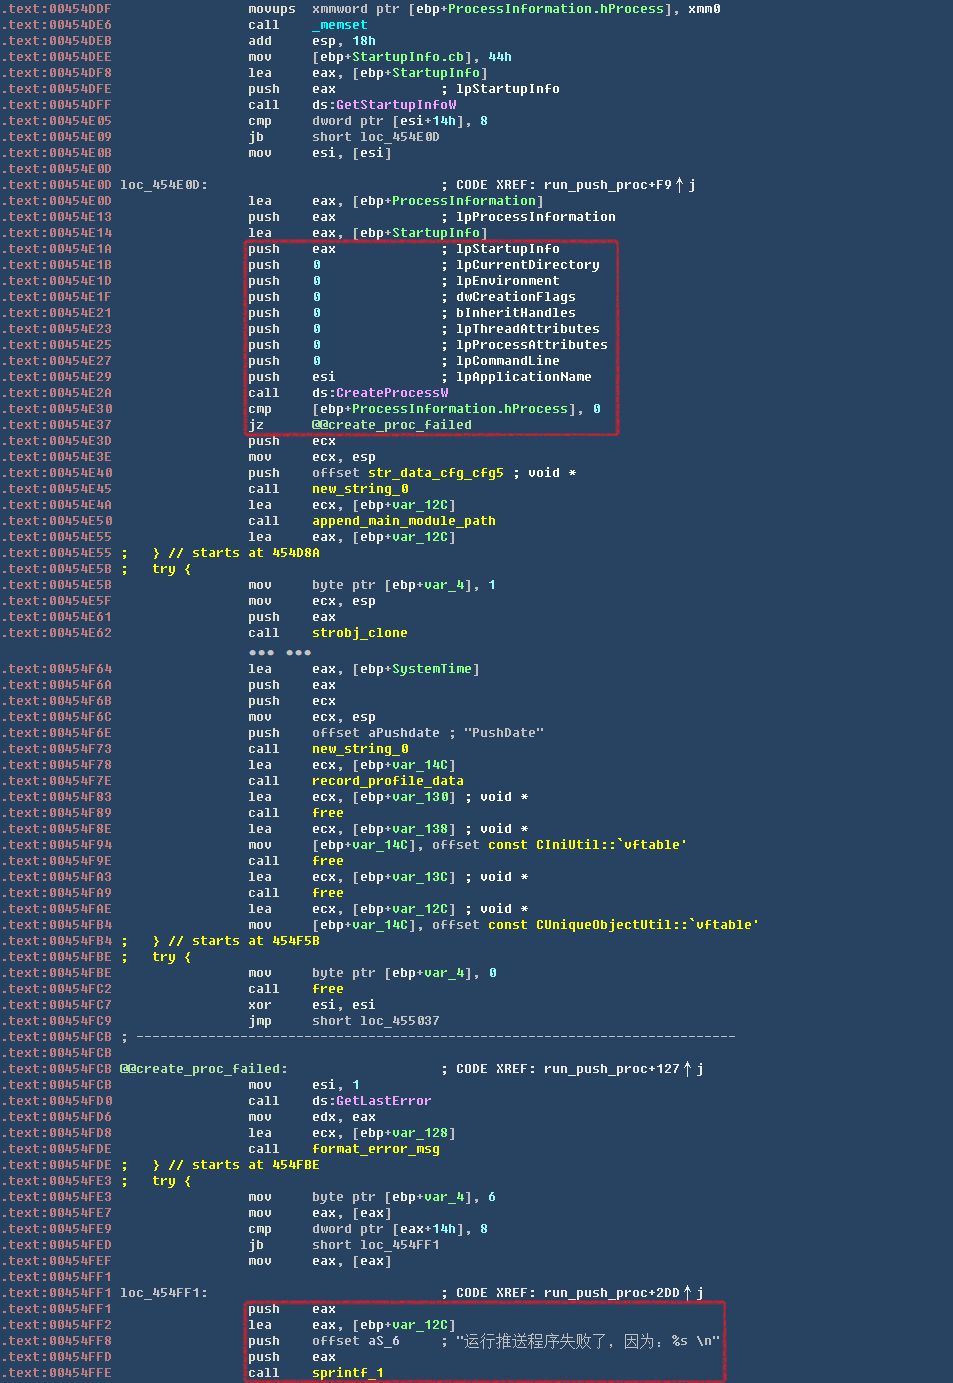 .text:00454DDF movups xmmword ptr [ebp+ProcessInformation.hProcess], xmm0
.text:00454DE6 call _memset
.text:00454DEB add esp, 18h
.text:00454DEE mov [ebp+StartupInfo.cb], 44h
.text:00454DF8 lea eax, [ebp+StartupInfo]
.text:00454DFE push eax ; lpStartupInfo
.text:00454DFF call ds:GetStartupInfoW
.text:00454E05 cmp dword ptr [esi+14h], 8
.text:00454E09 jb short loc_454E0D
.text:00454E0B mov esi, [esi]
.text:00454E0D
.text:00454E0D loc_454E0D: ; CODE XREF: run_push_proc+F9↑j
.text:00454E0D lea eax, [ebp+ProcessInformation]
.text:00454E13 push eax ; lpProcessInformation
.text:00454E14 lea eax, [ebp+StartupInfo]
.text:00454E1A push eax ; lpStartupInfo
.text:00454E1B push 0 ; lpCurrentDirectory
.text:00454E1D push 0 ; lpEnvironment
.text:00454E1F push 0 ; dwCreationFlags
.text:00454E21 push 0 ; bInheritHandles
.text:00454E23 push 0 ; lpThreadAttributes
.text:00454E25 push 0 ; lpProcessAttributes
.text:00454E27 push 0 ; lpCommandLine
.text:00454E29 push esi ; lpApplicationName
.text:00454E2A call ds:CreateProcessW
.text:00454E30 cmp [ebp+ProcessInformation.hProcess], 0
.text:00454E37 jz @@create_proc_failed
.text:00454E3D push ecx
.text:00454E3E mov ecx, esp
.text:00454E40 push offset str_data_cfg_cfg5 ; void *
.text:00454E45 call new_string_0
.text:00454E4A lea ecx, [ebp+var_12C]
.text:00454E50 call append_main_module_path
.text:00454E55 lea eax, [ebp+var_12C]
.text:00454E55 ; } // starts at 454D8A
.text:00454E5B ; try {
.text:00454E5B mov byte ptr [ebp+var_4], 1
.text:00454E5F mov ecx, esp
.text:00454E61 push eax
.text:00454E62 call strobj_clone
••• •••
.text:00454F64 lea eax, [ebp+SystemTime]
.text:00454F6A push eax
.text:00454F6B push ecx
.text:00454F6C mov ecx, esp
.text:00454F6E push offset aPushdate ; "PushDate"
.text:00454F73 call new_string_0
.text:00454F78 lea ecx, [ebp+var_14C]
.text:00454F7E call record_profile_data
.text:00454F83 lea ecx, [ebp+var_130] ; void *
.text:00454F89 call free
.text:00454F8E lea ecx, [ebp+var_138] ; void *
.text:00454F94 mov [ebp+var_14C], offset const CIniUtil::`vftable'
.text:00454F9E call free
.text:00454FA3 lea ecx, [ebp+var_13C] ; void *
.text:00454FA9 call free
.text:00454FAE lea ecx, [ebp+var_12C] ; void *
.text:00454FB4 mov [ebp+var_14C], offset const CUniqueObjectUtil::`vftable'
.text:00454FB4 ; } // starts at 454F5B
.text:00454FBE ; try {
.text:00454FBE mov byte ptr [ebp+var_4], 0
.text:00454FC2 call free
.text:00454FC7 xor esi, esi
.text:00454FC9 jmp short loc_455037
.text:00454FCB ; ---------------------------------------------------------------------------
.text:00454FCB
.text:00454FCB @@create_proc_failed: ; CODE XREF: run_push_proc+127↑j
.text:00454FCB mov esi, 1
.text:00454FD0 call ds:GetLastError
.text:00454FD6 mov edx, eax
.text:00454FD8 lea ecx, [ebp+var_128]
.text:00454FDE call format_error_msg
.text:00454FDE ; } // starts at 454FBE
.text:00454FE3 ; try {
.text:00454FE3 mov byte ptr [ebp+var_4], 6
.text:00454FE7 mov eax, [eax]
.text:00454FE9 cmp dword ptr [eax+14h], 8
.text:00454FED jb short loc_454FF1
.text:00454FEF mov eax, [eax]
.text:00454FF1
.text:00454FF1 loc_454FF1: ; CODE XREF: run_push_proc+2DD↑j
.text:00454FF1 push eax
.text:00454FF2 lea eax, [ebp+var_12C]
.text:00454FF8 push offset aS_6 ; "运行推送程序失败了，因为：%s \n"
.text:00454FFD push eax
.text:00454FFE call sprintf_1